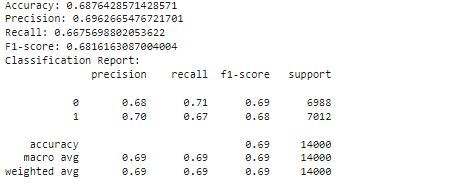 Accuracy: 0.6876428571428571
Precision: 0.6962665476721701
Recall: 0.6675698802053622
F1-score: 0.6816163087004004
Classification Report:
precision recall f1-score support
0 0.68 0.71 0.69 6988
1 0.70 0.67 0.68 7012
accuracy 0.69 14000
macro avg 0.69 0.69 0.69 14000
weighted avg 0.69 0.69 0.69 14000